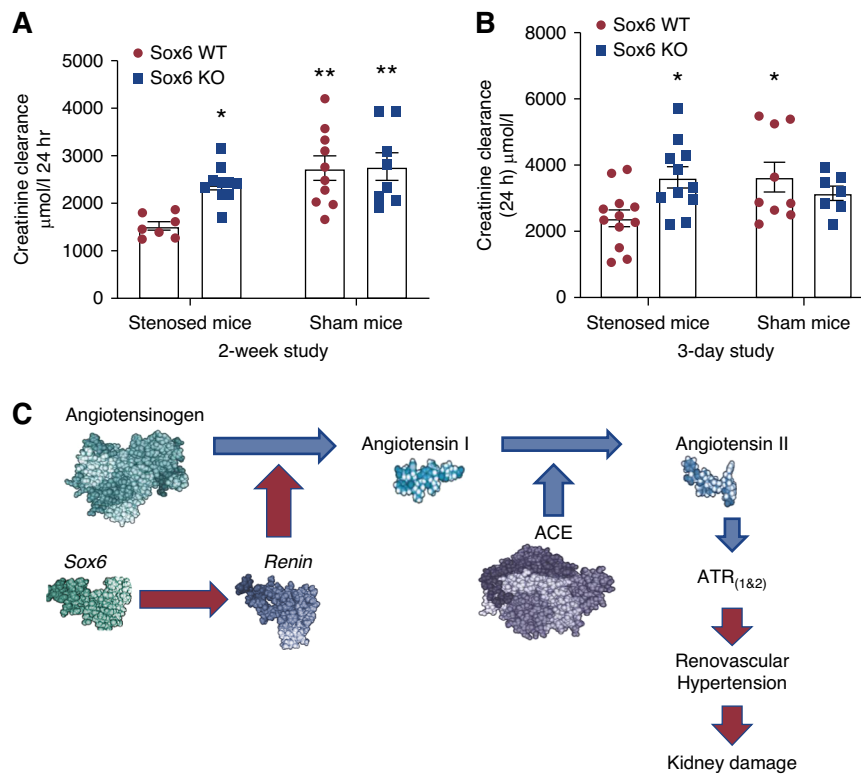 A
Sox6 WT
Sox6 KO
Creatinine clearance
µmol/l 24 hr
5000
4000
3000
2000
1000
0
*
**
**
Stenosed mice
Sham mice
2-week study
B
Sox6 WT
Sox6 KO
Creatinine clearance
(24 h) µmol/l
8000
6000
4000
2000
0
*
*
Stenosed mice
Sham mice
3-day study
C
Angiotensinogen
Angiotensin I
Angiotensin II
Sox6
Renin
ACE
ATR(1&2)
Renovascular
Hypertension
Kidney damage